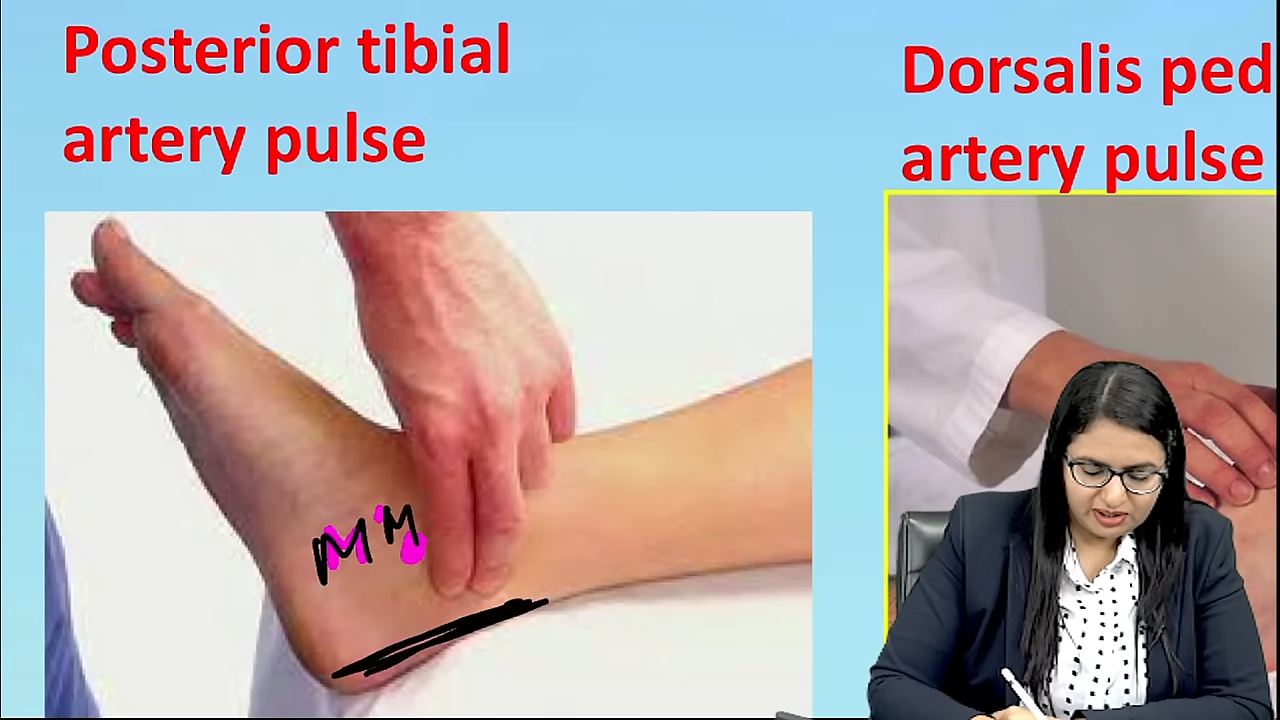 Posterior tibial
artery pulse
Dorsalis ped
artery pulse
MM